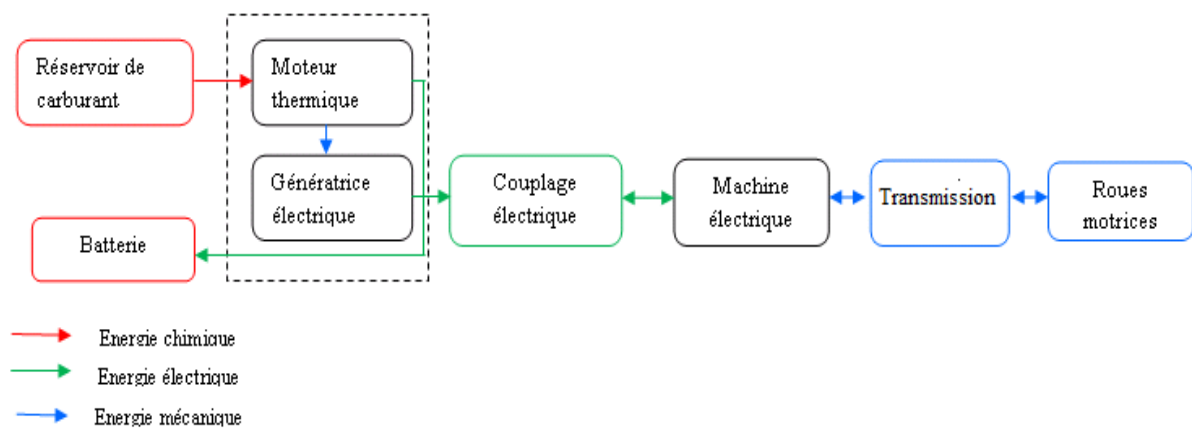 Réservoir de
carburant
Moteur
thermique
Génératrice
électrique
Batterie
Couplage
électrique
Machine
électrique
Transmission
Roues
motrices
Energie chimique
Energie électrique
Energie mécanique